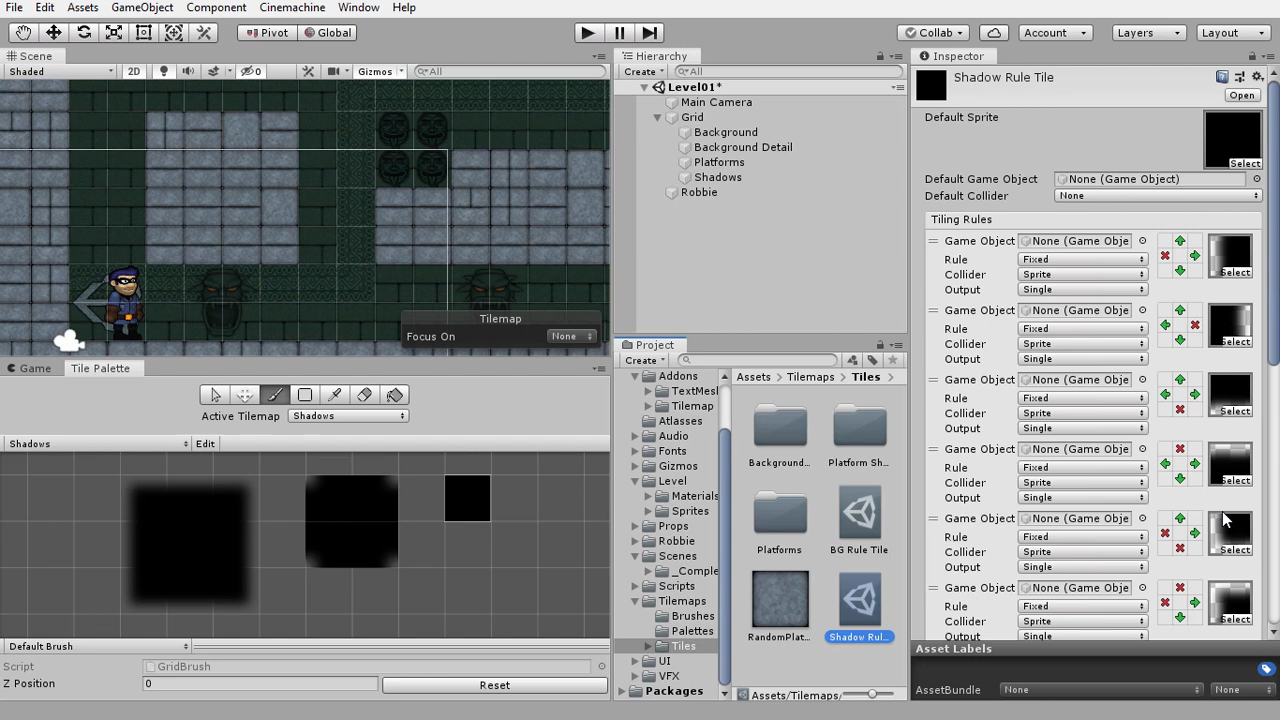 File Edit Assets GameObject Component Cinemachine Window Help
Pivot Global Collab Account Layers Layout
Scene
Shaded 2D 0 Gizmos All
Tilemap
Focus On None
Hierarchy
Create All
Level01*
Main Camera
Grid
Background
Background Detail
Platforms
Shadows
Robbie
Game Tile Palette
Active Tilemap Shadows
Shadows Edit
Default Brush
Script GridBrush
Z Position 0 Reset
Project
Create
Addons
TextMesl
Tilemap
Atlasses
Audio
Fonts
Gizmos
Level
Materials
Sprites
Props
Robbie
Scenes
_Comple
Scripts
Tilemaps
Brushes
Palettes
Tiles
UI
VFX
Packages
Assets Tilemaps Tiles
Background... Platform Sh...
Platforms BG Rule Tile
RandomPlat... Shadow Rul...
Assets/Tilemaps/
Inspector
Shadow Rule Tile
Open
Default Sprite
Select
Default Game Object None (Game Object)
Default Collider None
Tiling Rules
Game Object None (Game Obje
Rule Fixed
Collider Sprite Select
Output Single
Game Object None (Game Obje
Rule Fixed
Collider Sprite Select
Output Single
Game Object None (Game Obje
Rule Fixed
Collider Sprite Select
Output Single
Game Object None (Game Obje
Rule Fixed
Collider Sprite Select
Output Single
Game Object None (Game Obje
Rule Fixed
Collider Sprite Select
Output Single
Game Object None (Game Obje
Rule Fixed
Collider Sprite Select
Output Single
Asset Labels
AssetBundle None None